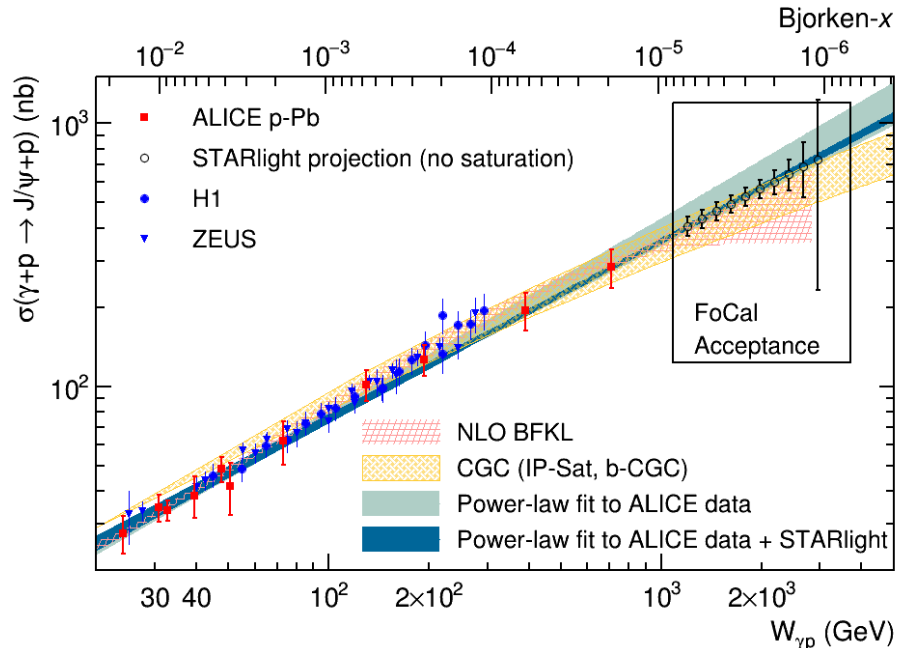 Bjorken-x
10⁻² 10⁻³ 10⁻⁴ 10⁻⁵ 10⁻⁶
σ(γ+p → J/ψ+p) (nb)
10³
10²
ALICE p-Pb
STARlight projection (no saturation)
H1
ZEUS
FoCal
Acceptance
NLO BFKL
CGC (IP-Sat, b-CGC)
Power-law fit to ALICE data
Power-law fit to ALICE data + STARlight
30 40 10² 2×10² 10³ 2×10³
W_γp (GeV)